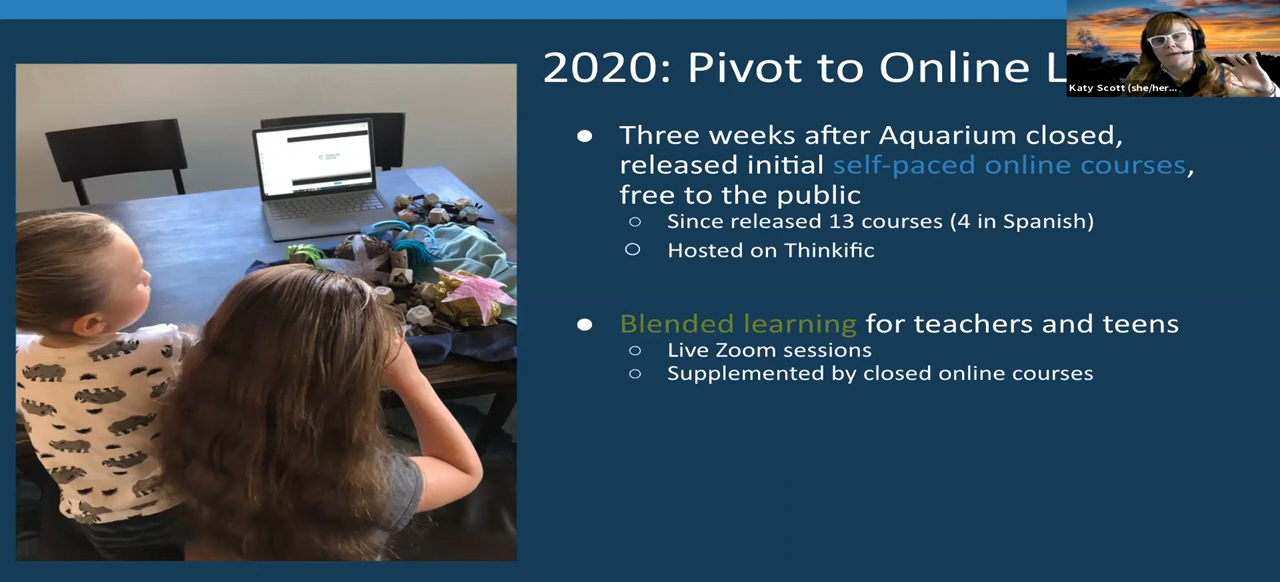 2020: Pivot to Online L
Katy Scott (she/her...
Three weeks after Aquarium closed,
released initial self-paced online courses,
free to the public
Since released 13 courses (4 in Spanish)
Hosted on Thinkific
Blended learning for teachers and teens
Live Zoom sessions
Supplemented by closed online courses